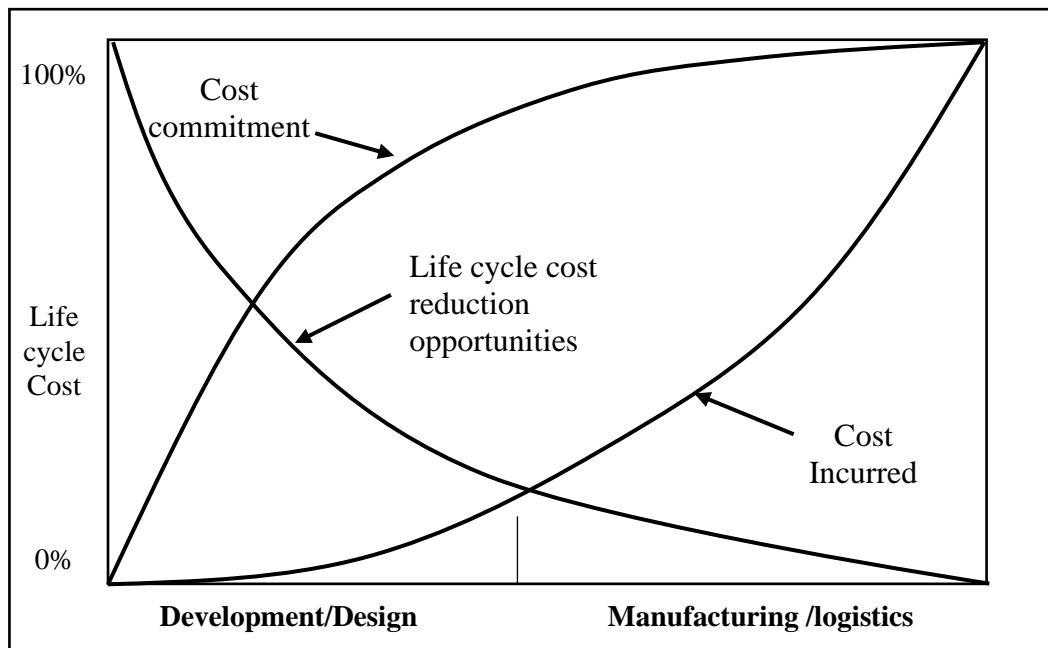 100%
Cost
commitment
Life cycle cost
reduction
opportunities
Life
cycle
Cost
Cost
Incurred
0%
Development/Design
Manufacturing /logistics